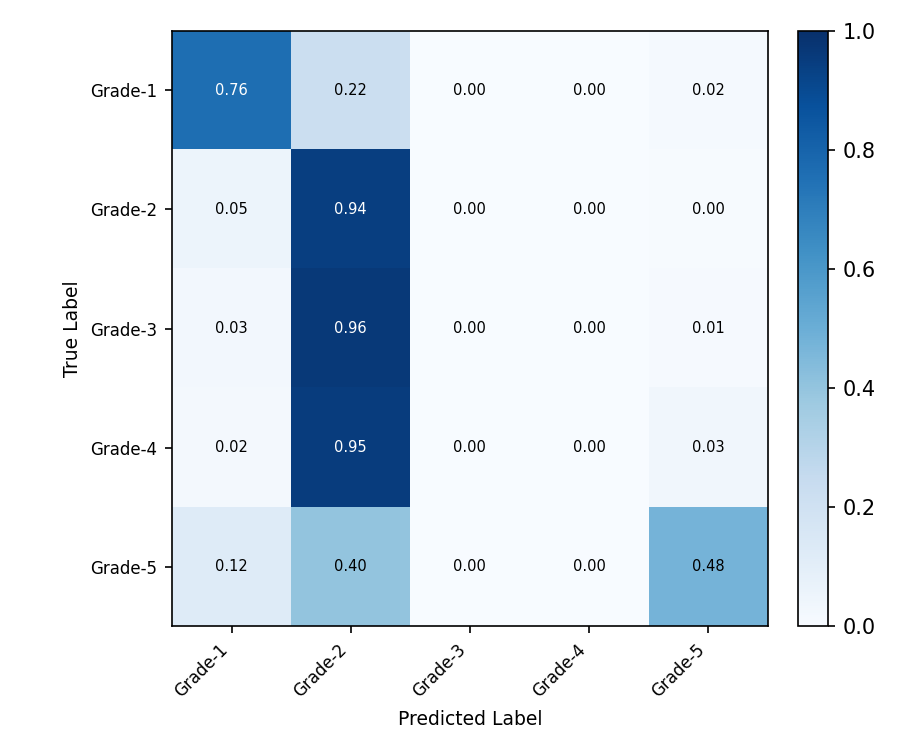 Grade-1 0.76 0.22 0.00 0.00 0.02
Grade-2 0.05 0.94 0.00 0.00 0.00
Grade-3 0.03 0.96 0.00 0.00 0.01
Grade-4 0.02 0.95 0.00 0.00 0.03
Grade-5 0.12 0.40 0.00 0.00 0.48
True Label
Grade-1 Grade-2 Grade-3 Grade-4 Grade-5
Predicted Label
1.0
0.8
0.6
0.4
0.2
0.0